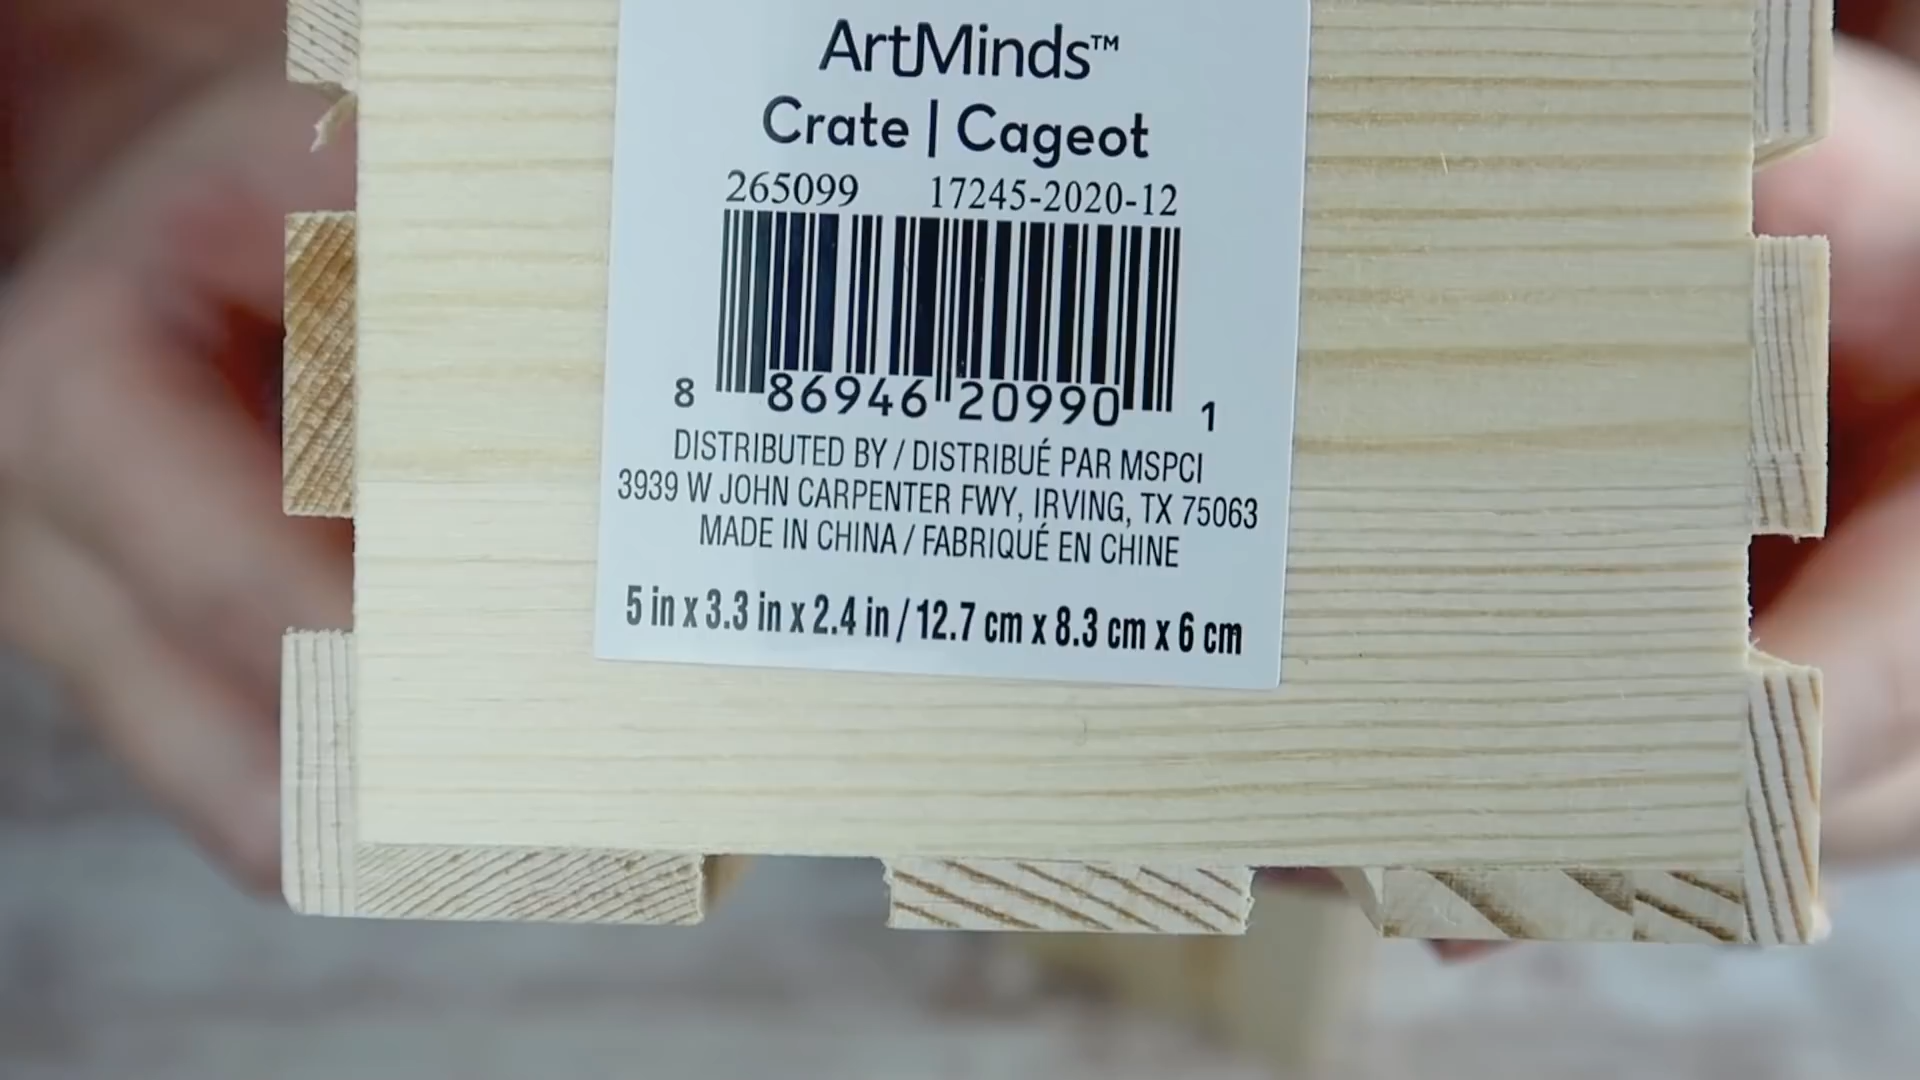 ArtMinds™
Crate | Cageot
265099 17245-2020-12
8 86946 20990 1
DISTRIBUTED BY / DISTRIBUÉ PAR MSPCI
3939 W JOHN CARPENTER FWY, IRVING, TX 75063
MADE IN CHINA / FABRIQUÉ EN CHINE
5 in x 3.3 in x 2.4 in / 12.7 cm x 8.3 cm x 6 cm